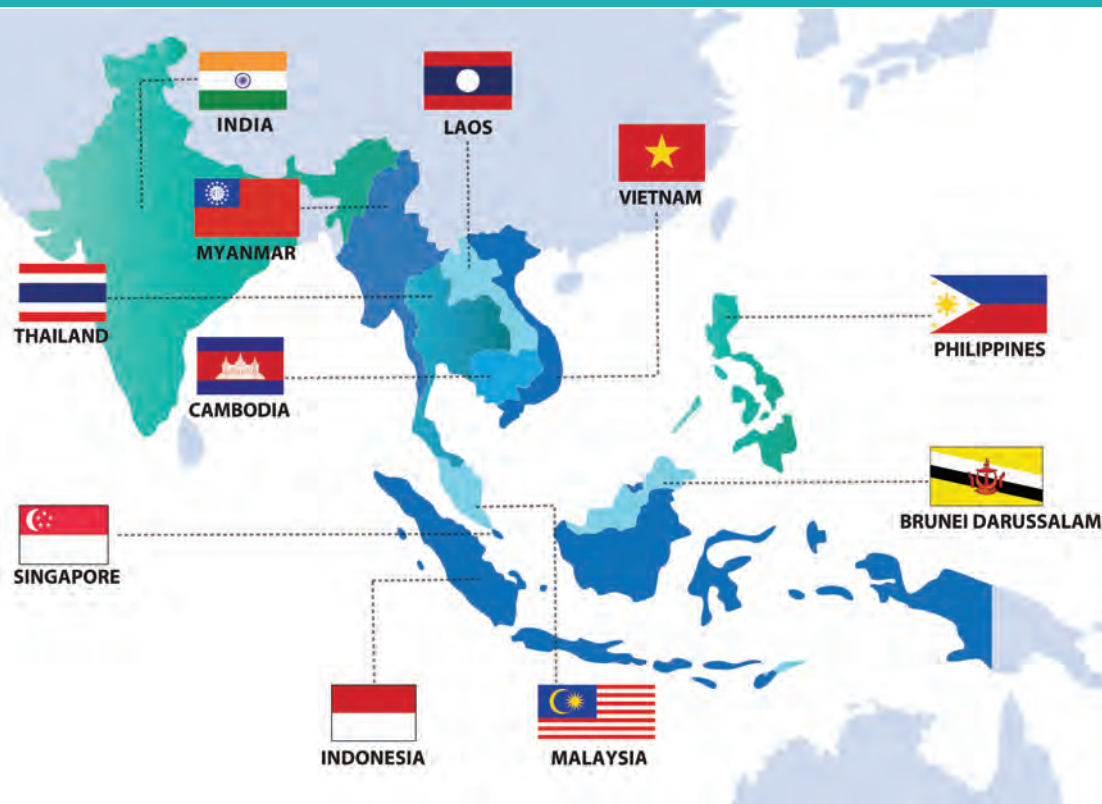 INDIA
LAOS
VIETNAM
MYANMAR
THAILAND
PHILIPPINES
CAMBODIA
BRUNEI DARUSSALAM
SINGAPORE
INDONESIA
MALAYSIA